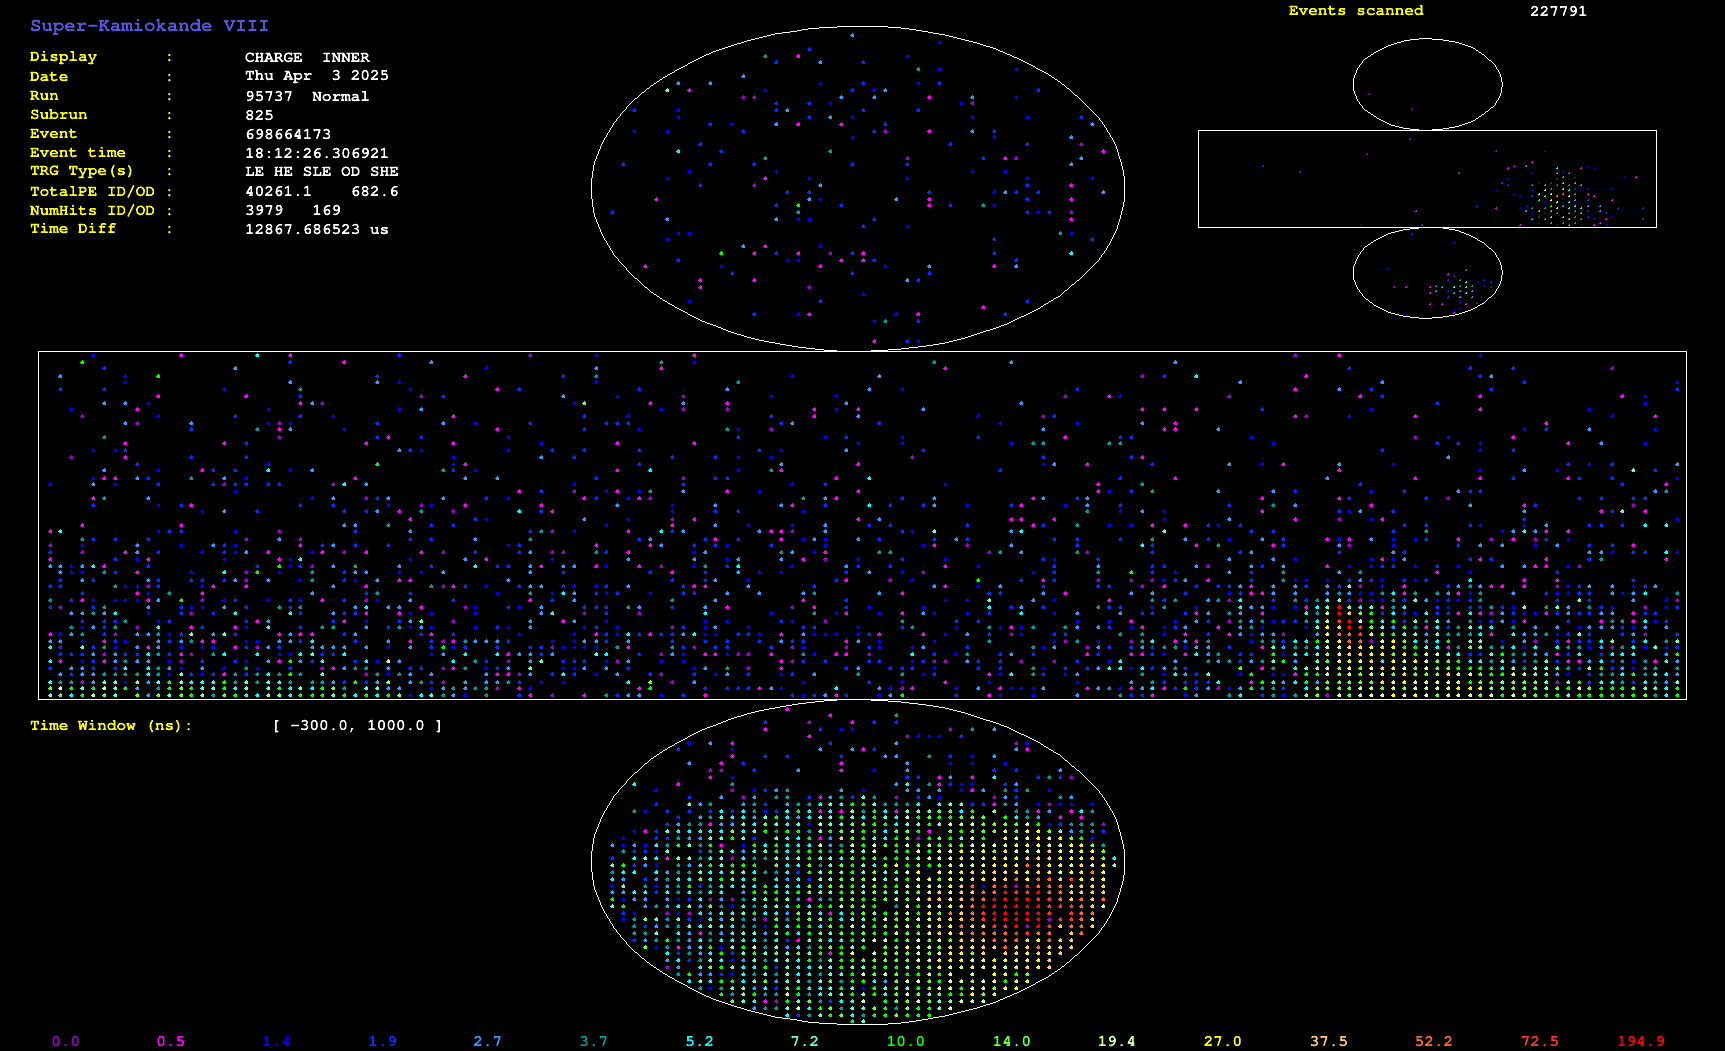 Super-Kamiokande VIII
Events scanned 227791
Display : CHARGE INNER
Date : Thu Apr 3 2025
Run : 95737 Normal
Subrun : 825
Event : 698664173
Event time : 18:12:26.306921
TRG Type(s) : LE HE SLE OD SHE
TotalPE ID/OD : 40261.1 682.6
NumHits ID/OD : 3979 169
Time Diff : 12867.686523 us
Time Window (ns): [ -300.0, 1000.0 ]
0.0 0.5 1.4 1.9 2.7 3.7 5.2 7.2 10.0 14.0 19.4 27.0 37.5 52.2 72.5 194.9